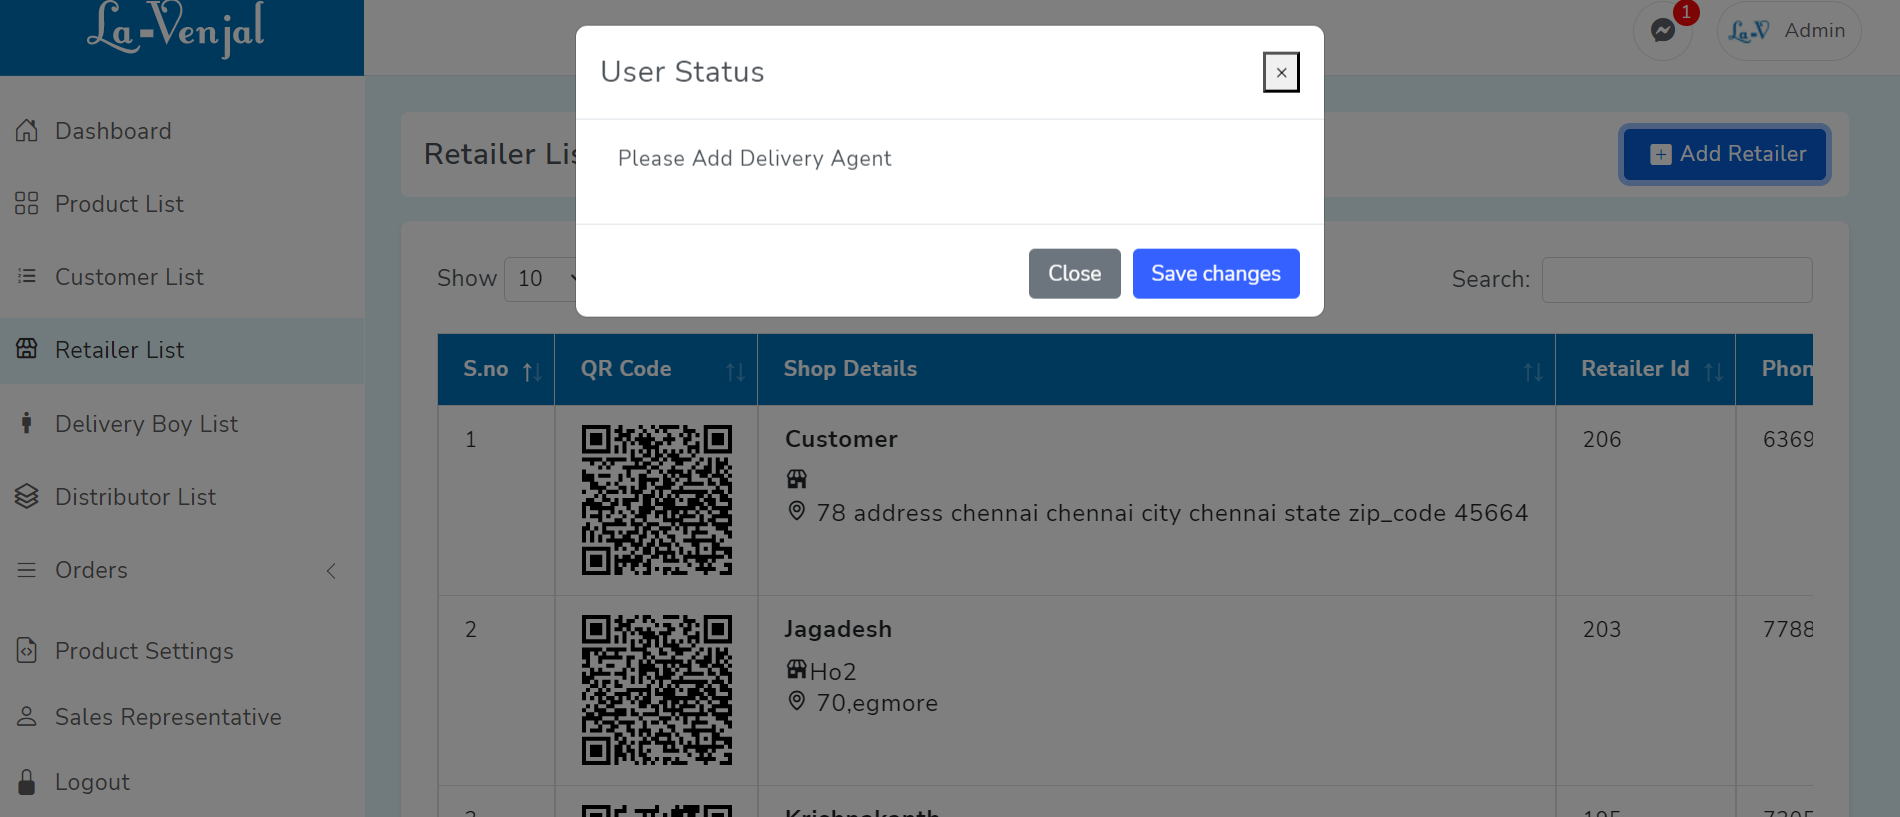 La-Venjal
1
La-V Admin
User Status
×
Please Add Delivery Agent
Close
Save changes
Dashboard
Product List
Customer List
Retailer List
Delivery Boy List
Distributor List
Orders
Product Settings
Sales Representative
Logout
Add Retailer
Show 10
Search:
S.no QR Code Shop Details Retailer Id Phon
1 Customer 206 6369
78 address chennai chennai city chennai state zip_code 45664
2 Jagadesh 203 7788
Ho2
70,egmore